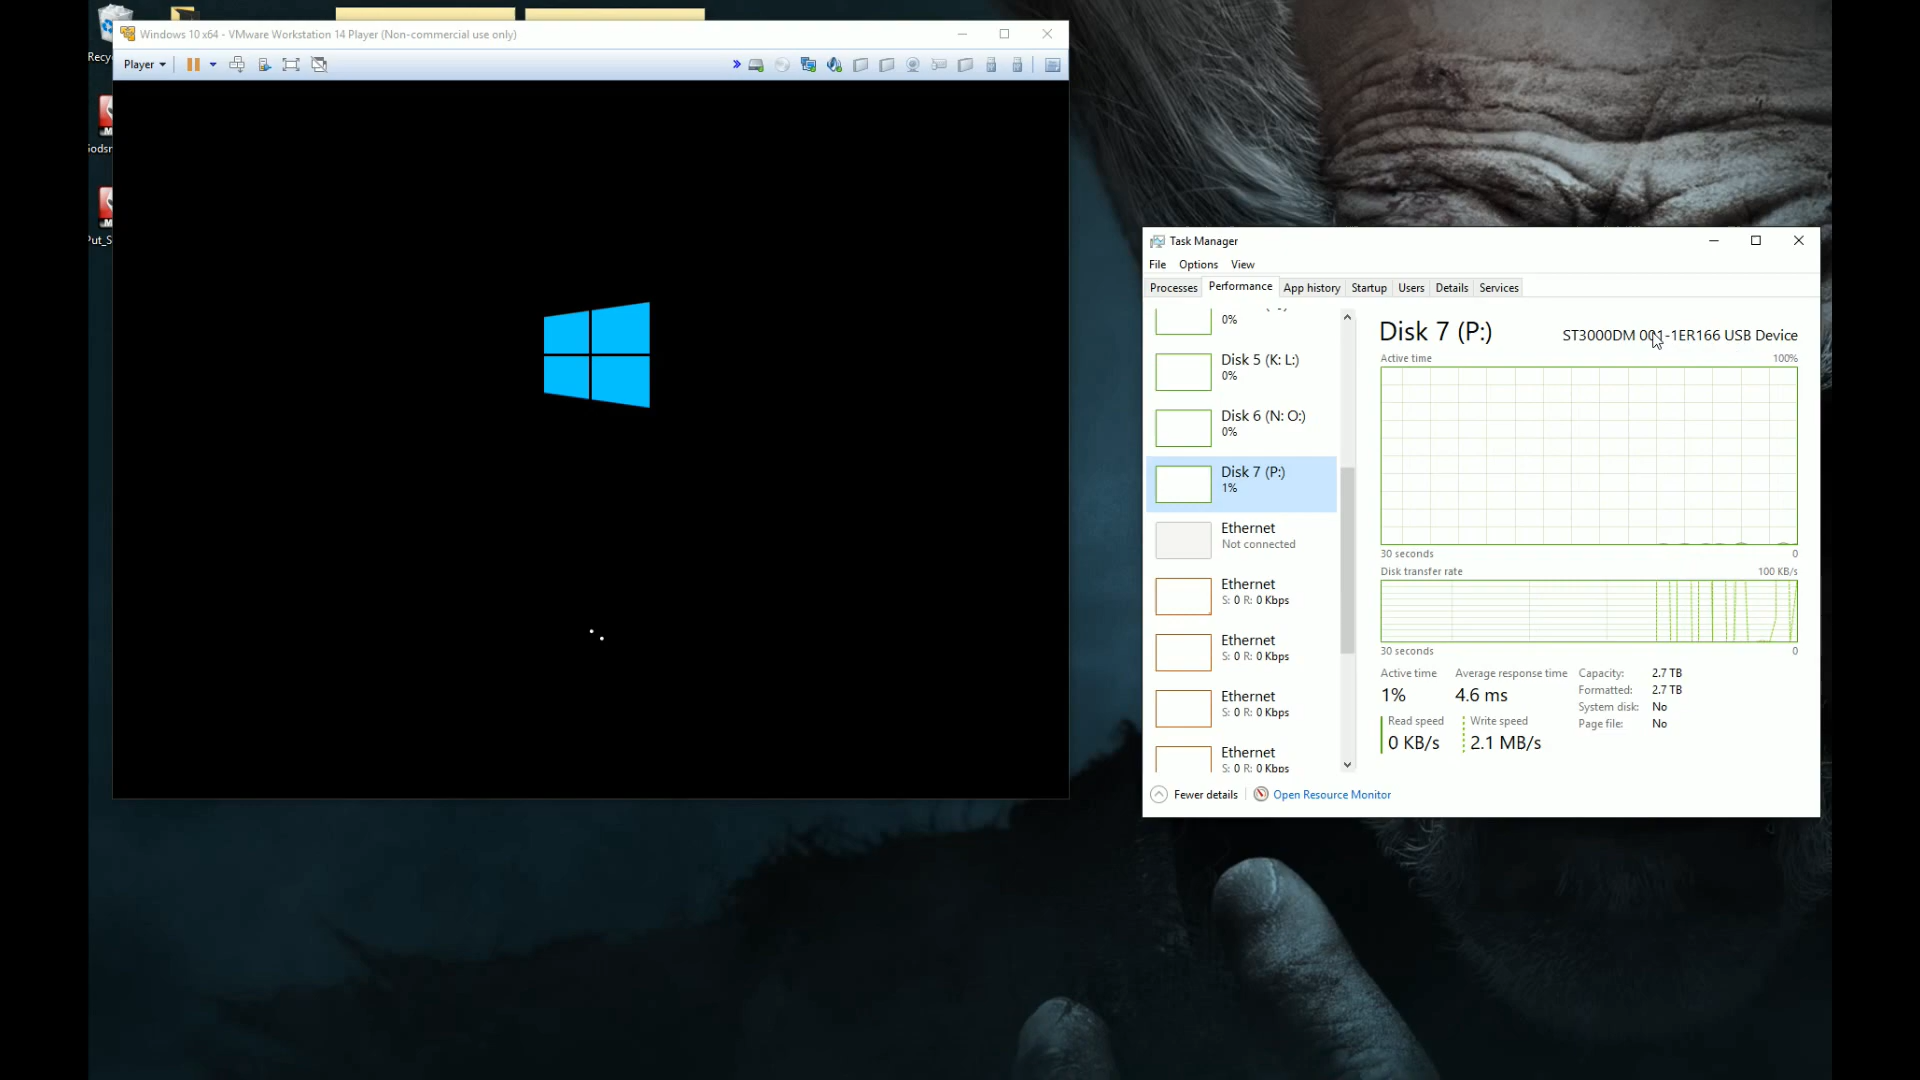 Recy
Godsr
Put_S
Windows 10 x64 - VMware Workstation 14 Player (Non-commercial use only)
Player
Task Manager
File Options View
Processes Performance App history Startup Users Details Services
0%
Disk 5 (K: L:)
0%
Disk 6 (N: O:)
0%
Disk 7 (P:)
1%
Ethernet
Not connected
Ethernet
S: 0 R: 0 Kbps
Ethernet
S: 0 R: 0 Kbps
Ethernet
S: 0 R: 0 Kbps
Ethernet
S: 0 R: 0 Kbps
Disk 7 (P:) ST3000DM 001-1ER166 USB Device
Active time 100%
30 seconds 0
Disk transfer rate 100 KB/s
30 seconds 0
Active time Average response time
1% 4.6 ms
Read speed Write speed
0 KB/s 2.1 MB/s
Capacity: 2.7 TB
Formatted: 2.7 TB
System disk: No
Page file: No
Fewer details Open Resource Monitor